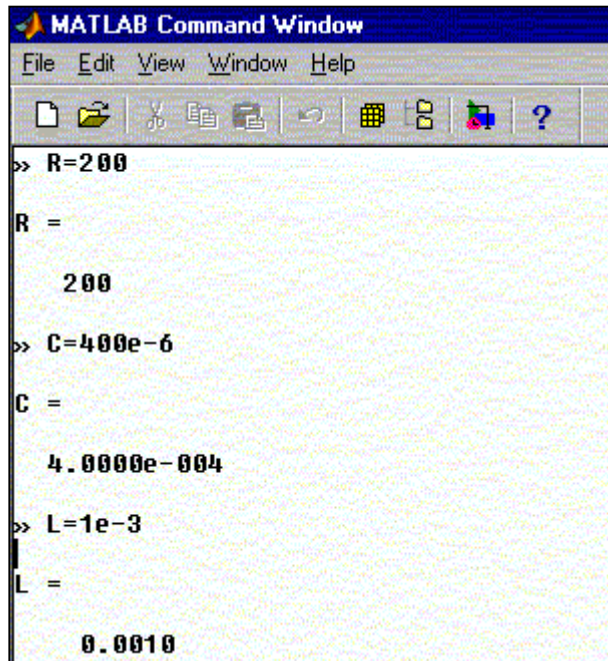 MATLAB Command Window
File Edit View Window Help
?
» R=200
R =
200
» C=400e-6
C =
4.0000e-004
» L=1e-3
L =
0.0010